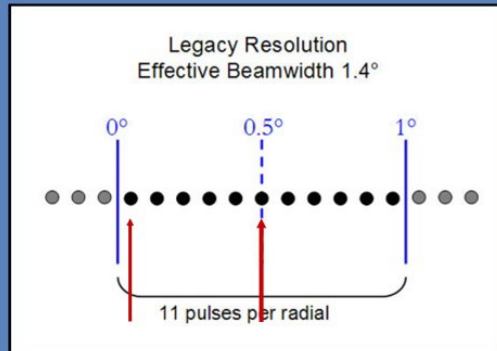 Legacy Resolution
Effective Beamwidth 1.4°
0° 0.5° 1°
11 pulses per radial